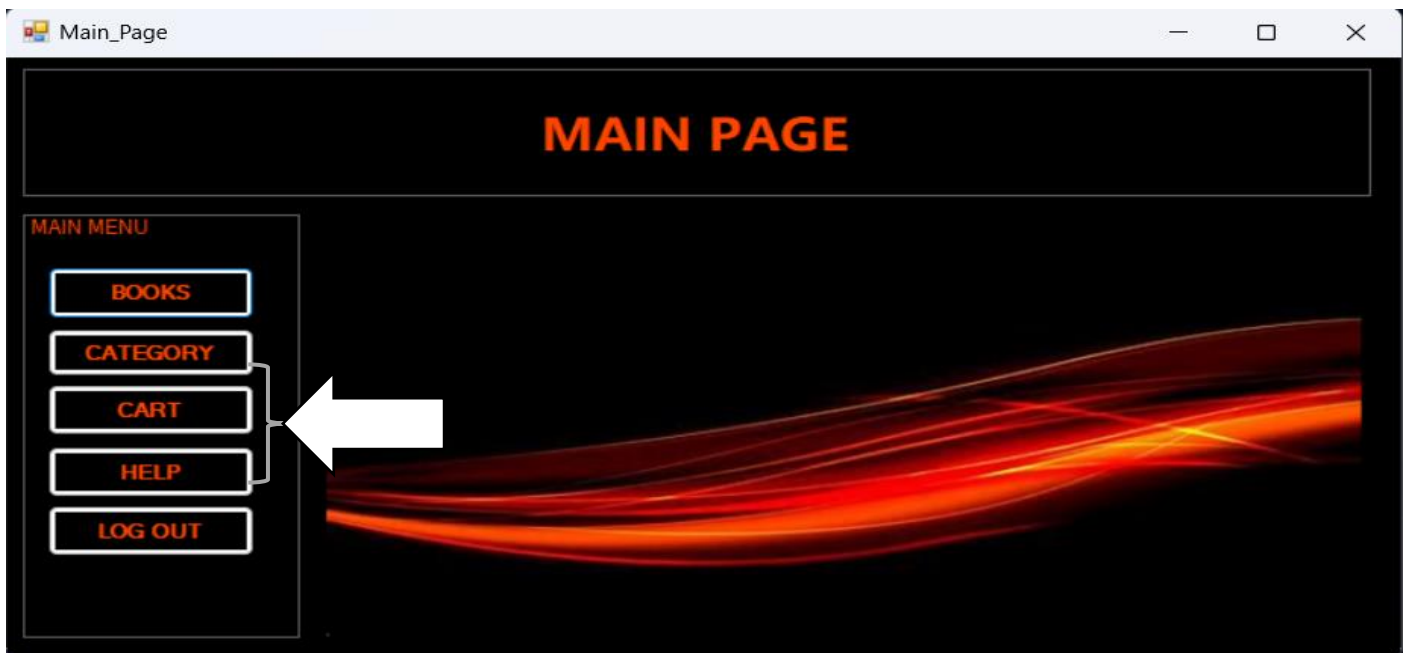 Main_Page
MAIN PAGE
MAIN MENU
BOOKS
CATEGORY
CART
HELP
LOG OUT